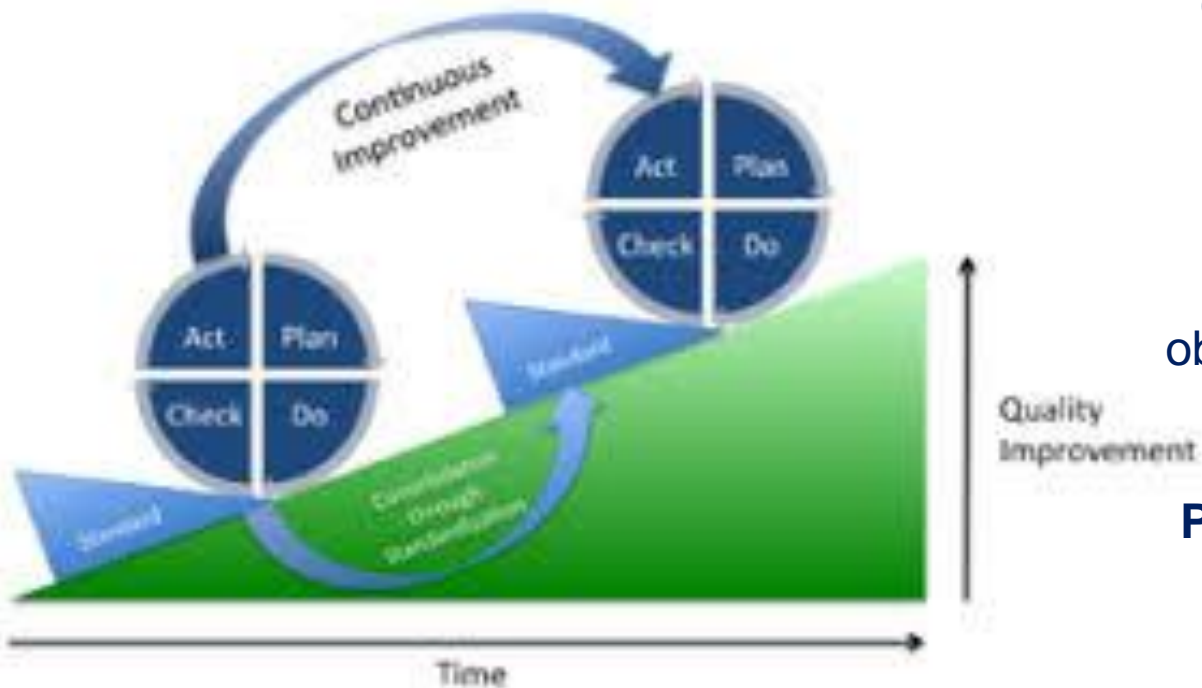 Continuous
Improvement
Act
Plan
Check
Do
Act
Plan
Check
Do
Standard
Standard
Consolidation
through
Standardization
Quality
Improvement
Time
ob
P